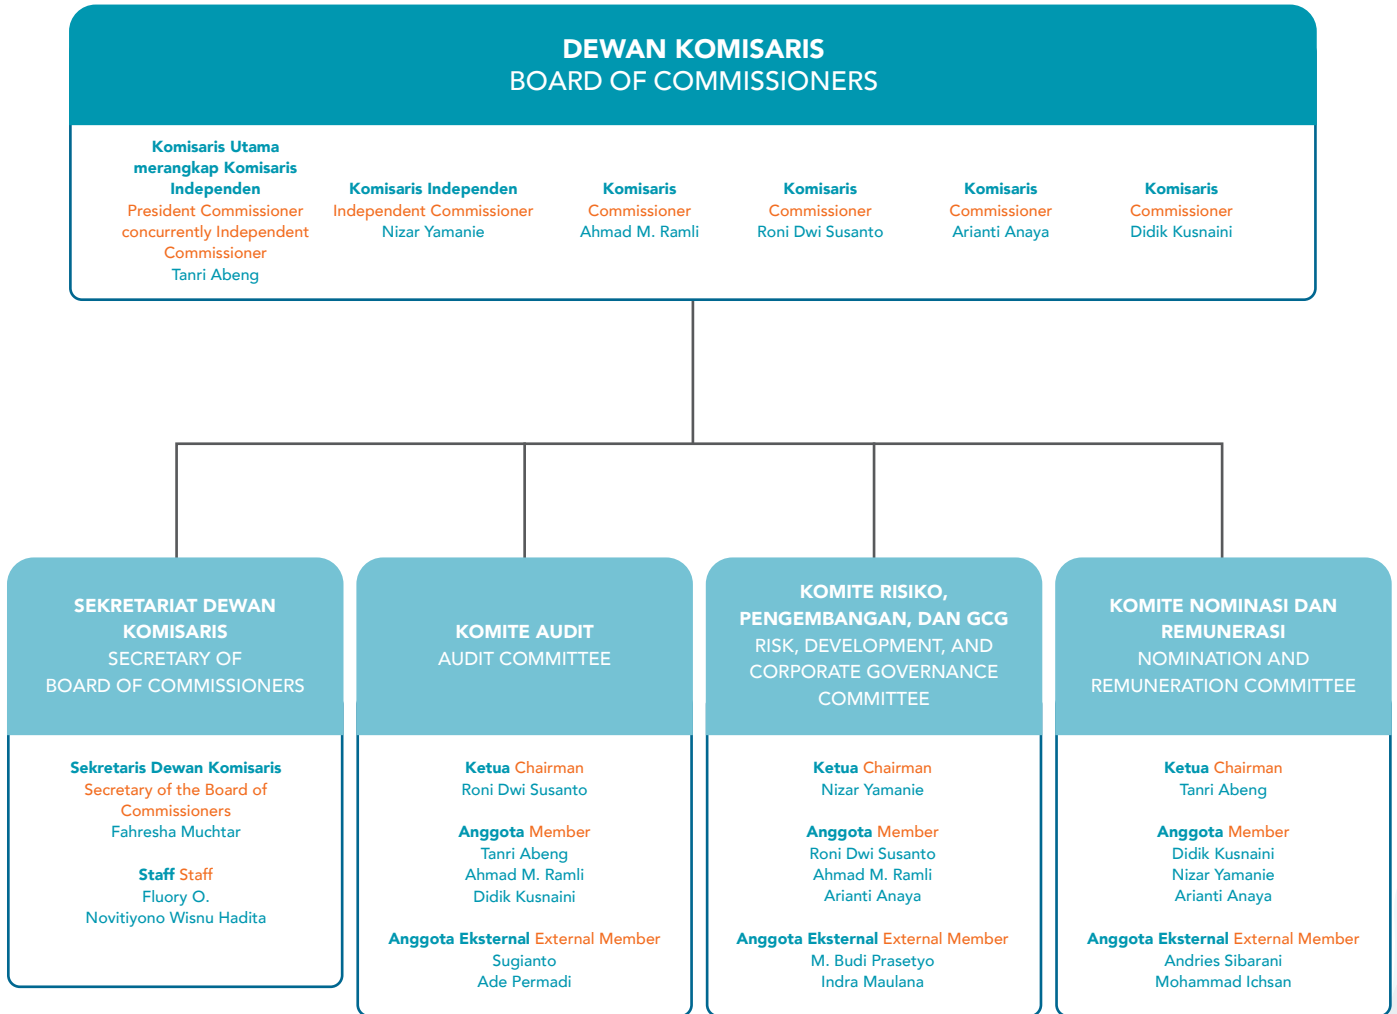 DEWAN KOMISARIS
BOARD OF COMMISSIONERS
Komisaris Utama
merangkap Komisaris
Independen
President Commissioner
concurrently Independent
Commissioner
Tanri Abeng
Komisaris Independen
Independent Commissioner
Nizar Yamanie
Komisaris
Commissioner
Ahmad M. Ramli
Komisaris
Commissioner
Roni Dwi Susanto
Komisaris
Commissioner
Arianti Anaya
Komisaris
Commissioner
Didik Kusnaini
SEKRETARIAT DEWAN
KOMISARIS
SECRETARY OF
BOARD OF COMMISSIONERS
Sekretaris Dewan Komisaris
Secretary of the Board of
Commissioners
Fahresha Muchtar
Staff Staff
Fluory O.
Novitiyono Wisnu Hadita
KOMITE AUDIT
AUDIT COMMITTEE
Ketua Chairman
Roni Dwi Susanto
Anggota Member
Tanri Abeng
Ahmad M. Ramli
Didik Kusnaini
Anggota Eksternal External Member
Sugianto
Ade Permadi
KOMITE RISIKO,
PENGEMBANGAN, DAN GCG
RISK, DEVELOPMENT, AND
CORPORATE GOVERNANCE
COMMITTEE
Ketua Chairman
Nizar Yamanie
Anggota Member
Roni Dwi Susanto
Ahmad M. Ramli
Arianti Anaya
Anggota Eksternal External Member
M. Budi Prasetyo
Indra Maulana
KOMITE NOMINASI DAN
REMUNERASI
NOMINATION AND
REMUNERATION COMMITTEE
Ketua Chairman
Tanri Abeng
Anggota Member
Didik Kusnaini
Nizar Yamanie
Arianti Anaya
Anggota Eksternal External Member
Andries Sibarani
Mohammad Ichsan